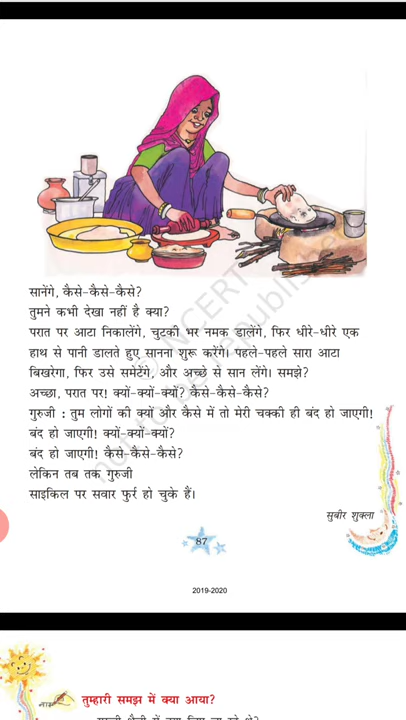 सानेंगे, कैसे-कैसे-कैसे?
तुमने कभी देखा नहीं है क्या?
परात पर आटा निकालेंगे, चुटकी भर नमक डालेंगे, फिर धीरे-धीरे एक
हाथ से पानी डालते हुए सानना शुरू करेंगे। पहले-पहले सारा आटा
बिखरेगा, फिर उसे समेटेंगे, और अच्छे से सान लेंगे। समझे?
अच्छा, परात पर! क्यों-क्यों-क्यों? कैसे-कैसे-कैसे?
गुरुजी : तुम लोगों की क्यों और कैसे में तो मेरी चक्की ही बंद हो जाएगी!
बंद हो जाएगी! क्यों-क्यों-क्यों?
बंद हो जाएगी! कैसे-कैसे-कैसे?
लेकिन तब तक गुरुजी
साइकिल पर सवार फुर्र हो चुके हैं।
सुबीर शुक्ला
87
2019-2020
तुम्हारी समझ में क्या आया?